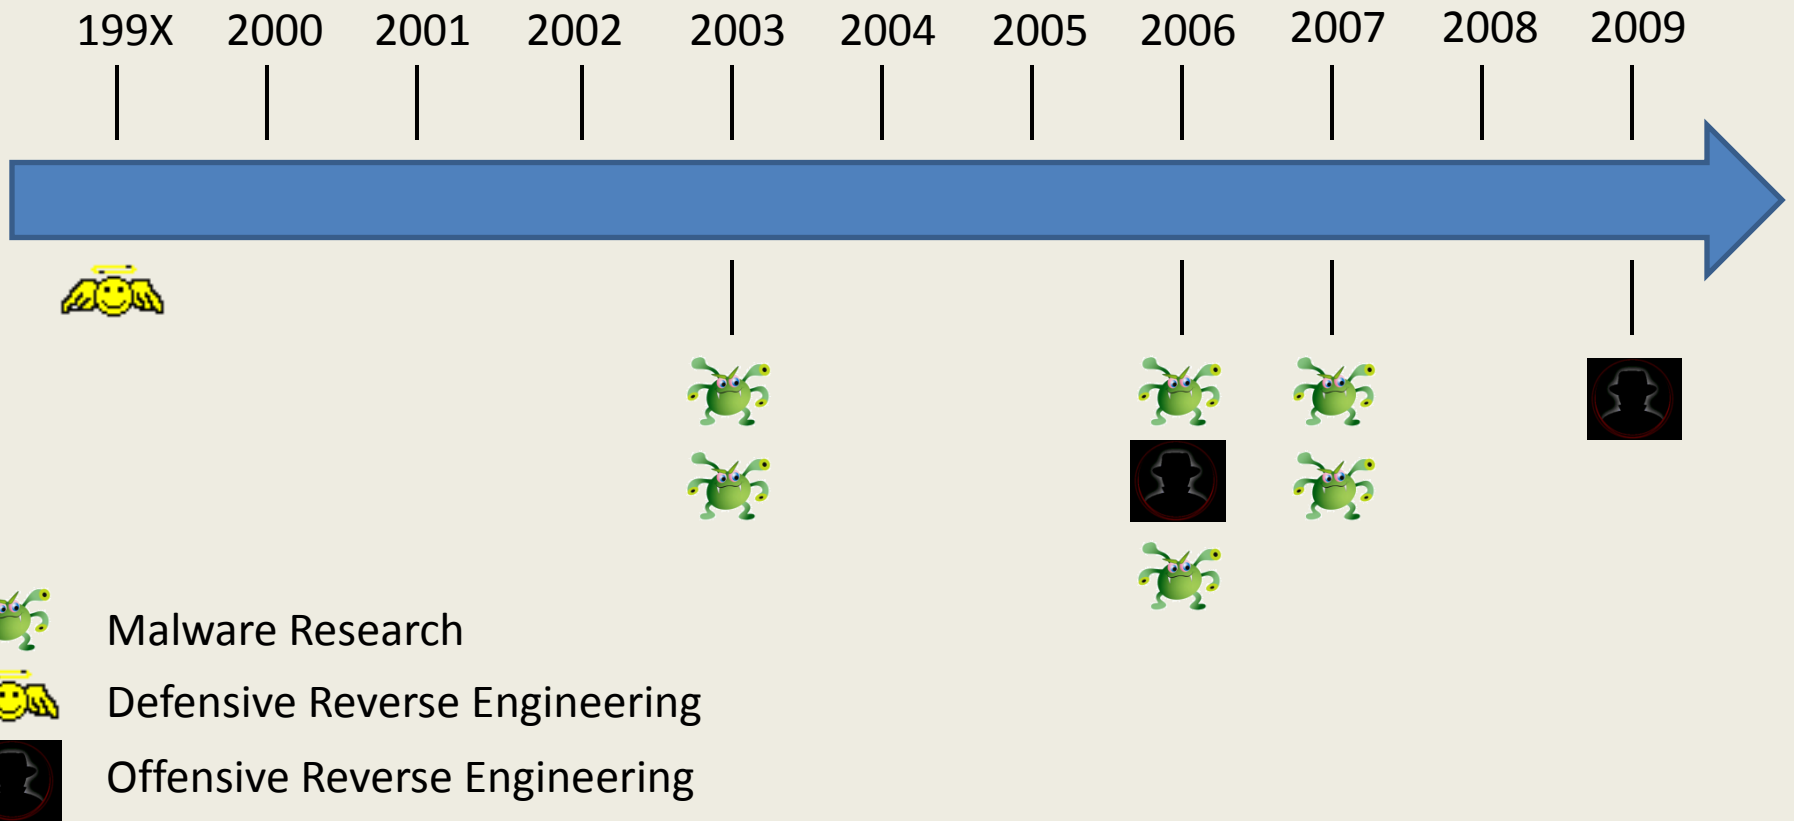 199X 2000 2001 2002 2003 2004 2005 2006 2007 2008 2009
Malware Research
Defensive Reverse Engineering
Offensive Reverse Engineering